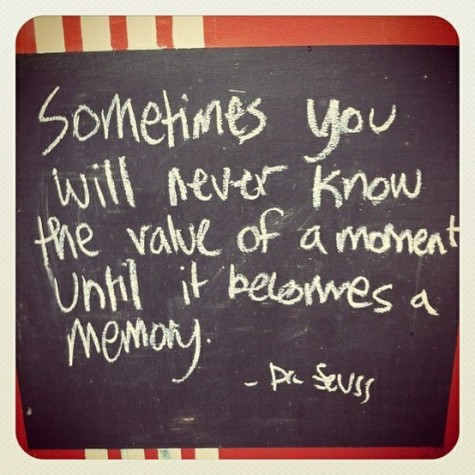 Sometimes you
will never know
the value of a moment
until it becomes a
memory.
- Dr. Seuss